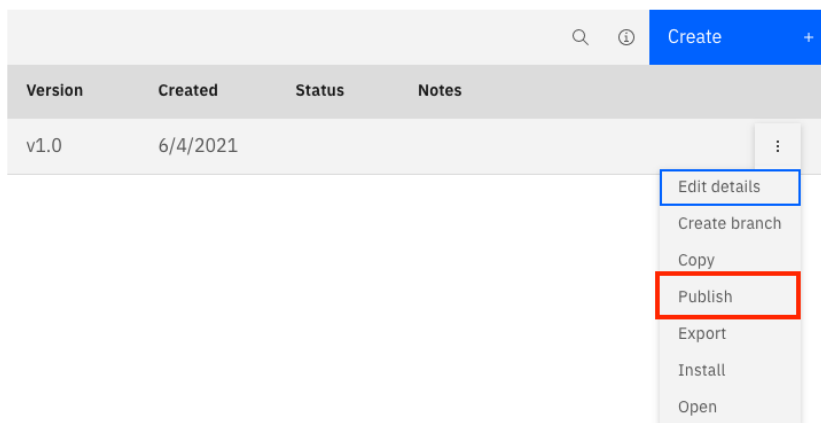 Create +
Version Created Status Notes
v1.0 6/4/2021
Edit details
Create branch
Copy
Publish
Export
Install
Open